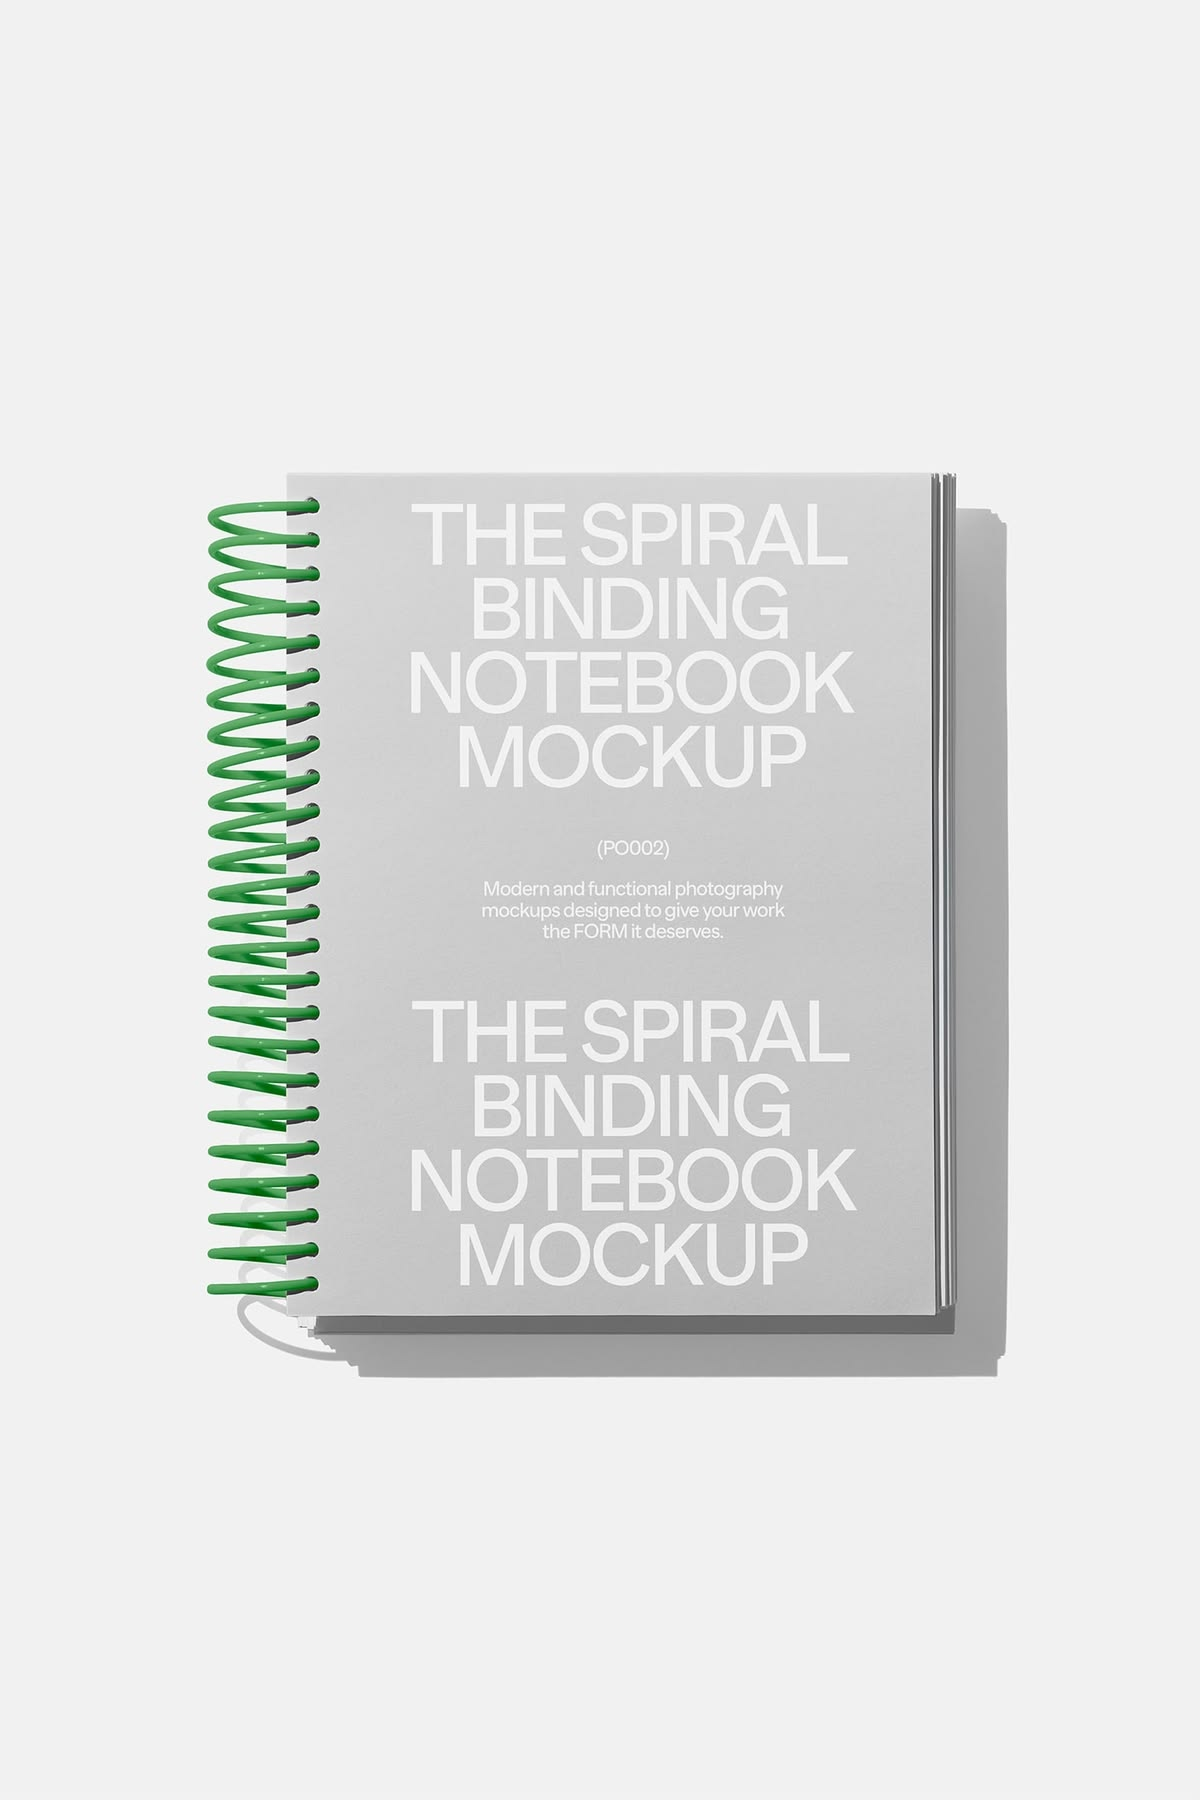 THE SPIRAL
BINDING
NOTEBOOK
MOCKUP
(PO002)
Modern and functional photography
mockups designed to give your work
the FORM it deserves.
THE SPIRAL
BINDING
NOTEBOOK
MOCKUP